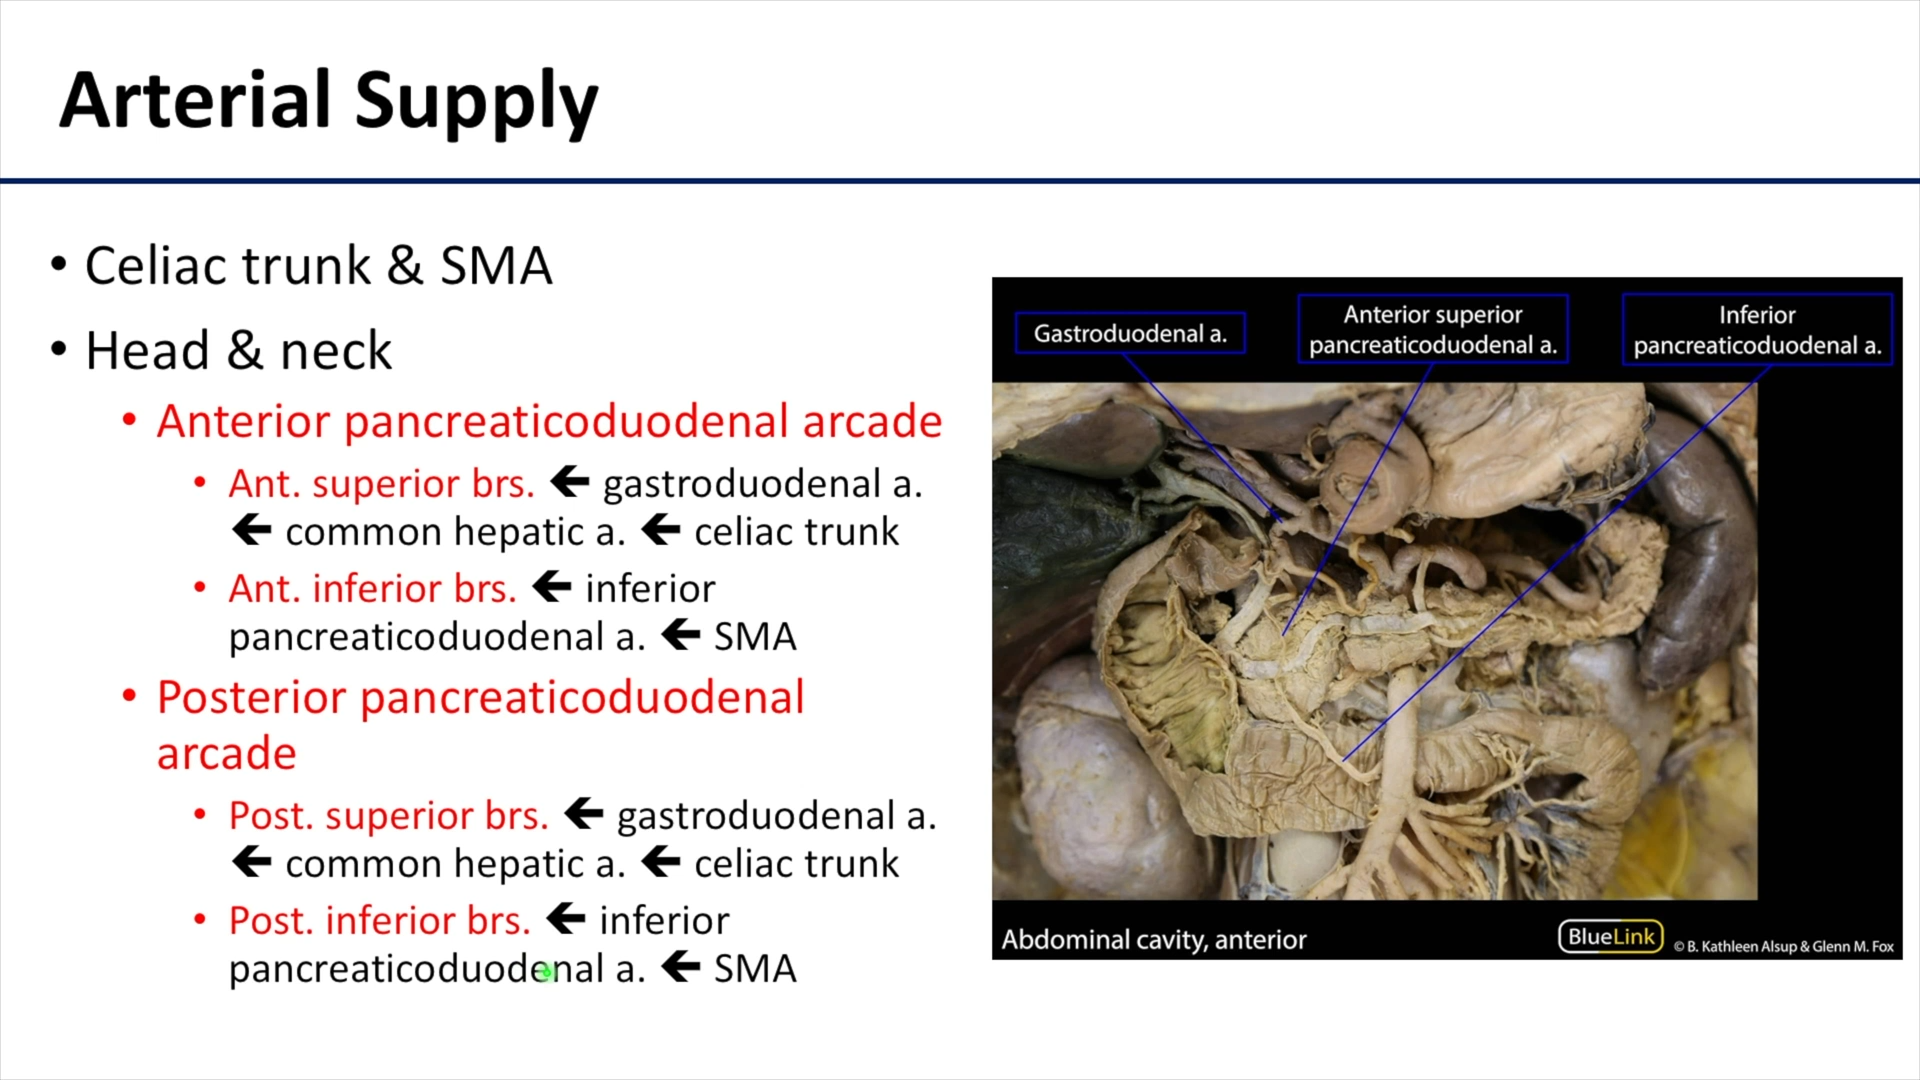 Arterial Supply
• Celiac trunk & SMA
• Head & neck
• Anterior pancreaticoduodenal arcade
• Ant. superior brs. 🡰 gastroduodenal a.
🡰 common hepatic a. 🡰 celiac trunk
• Ant. inferior brs. 🡰 inferior
pancreaticoduodenal a. 🡰 SMA
• Posterior pancreaticoduodenal
arcade
• Post. superior brs. 🡰 gastroduodenal a.
🡰 common hepatic a. 🡰 celiac trunk
• Post. inferior brs. 🡰 inferior
pancreaticoduodenal a. 🡰 SMA
Gastroduodenal a.
Anterior superior
pancreaticoduodenal a.
Inferior
pancreaticoduodenal a.
Abdominal cavity, anterior
BlueLink
© B. Kathleen Alsup & Glenn M. Fox